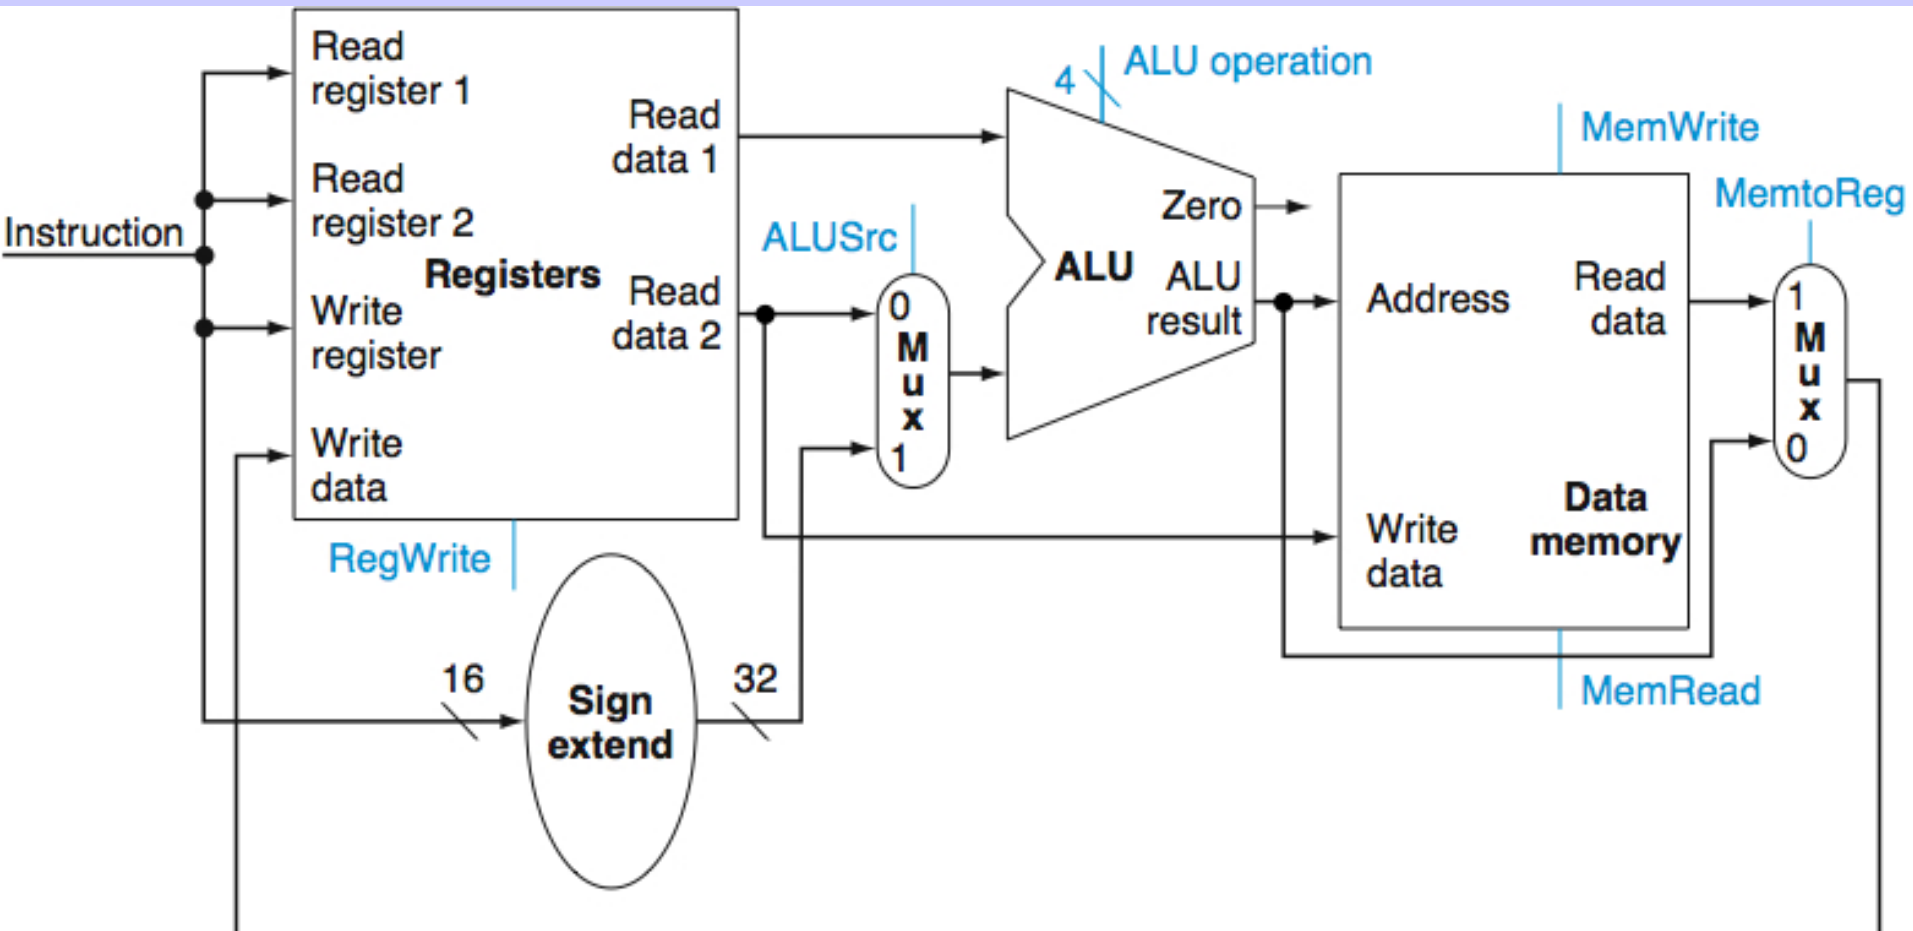 Read
register 1
Read
data 1
Read
register 2
Instruction
Registers
Write
register
Read
data 2
Write
data
RegWrite
16
Sign
extend
32
ALUSrc
0
M
u
x
1
4
ALU operation
Zero
ALU
ALU
result
MemWrite
Address
Read
data
Write
data
Data
memory
MemRead
MemtoReg
1
M
u
x
0